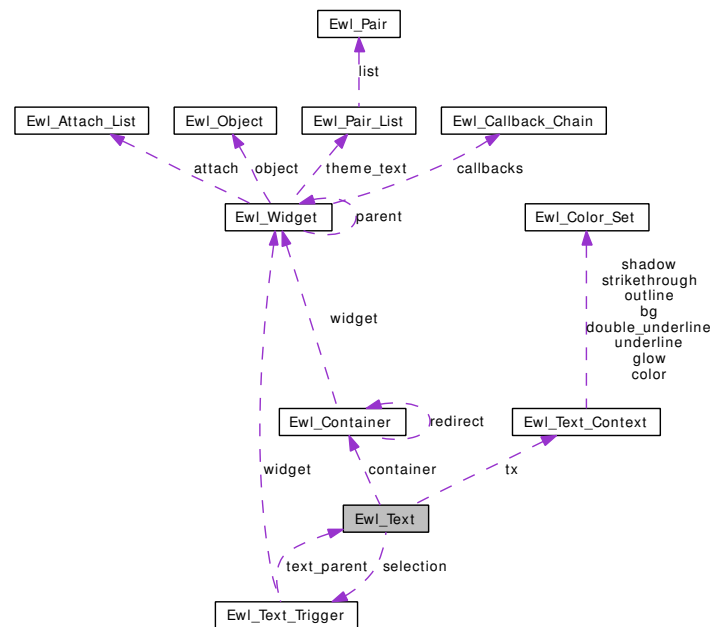 Ewl_Pair
list
Ewl_Attach_List
Ewl_Object
Ewl_Pair_List
Ewl_Callback_Chain
attach
object
theme_text
callbacks
Ewl_Widget
parent
Ewl_Color_Set
shadow
strikethrough
outline
bg
double_underline
underline
glow
color
widget
Ewl_Container
redirect
Ewl_Text_Context
widget
container
tx
Ewl_Text
text_parent
selection
Ewl_Text_Trigger